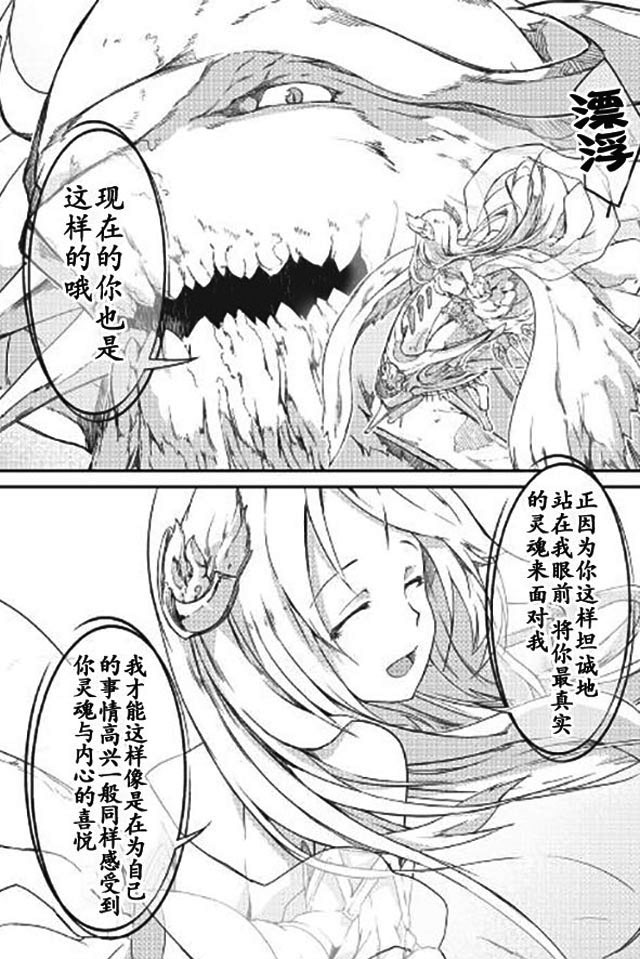 漂浮
现在的你也是
这样的哦
正因为你这样坦诚地
站在我眼前 将你最真实
的灵魂来面对我
我才能这样像是在为自己
的事情高兴一般同样感受到
你灵魂与内心的喜悦